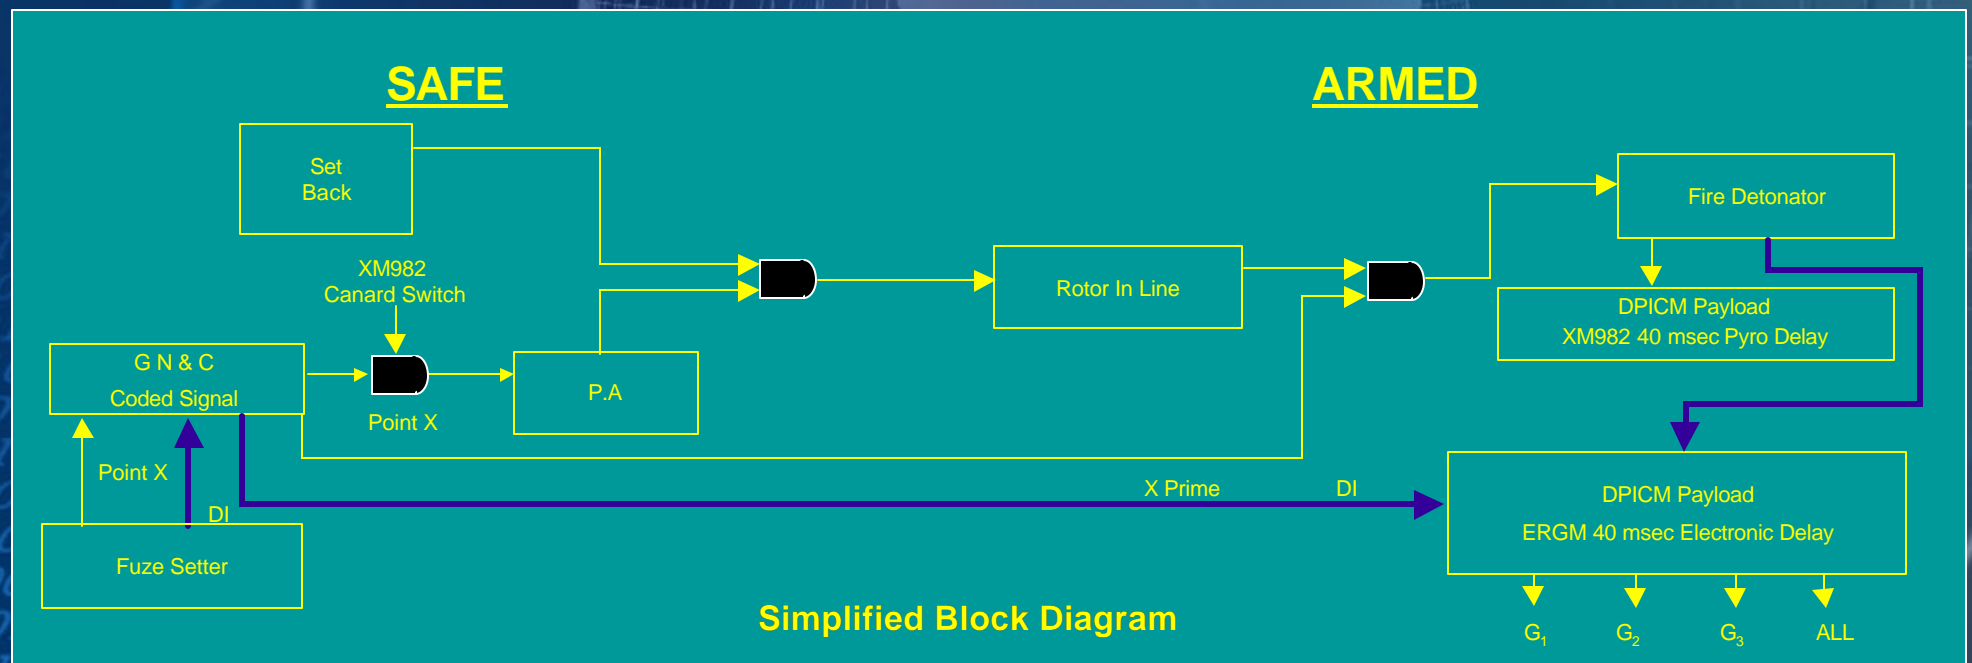 SAFE
ARMED
Set
Back
Fire Detonator
XM982
Canard Switch
Rotor In Line
DPICM Payload
XM982 40 msec Pyro Delay
G N & C
Coded Signal
P.A
Point X
Point X
DI
X Prime
DI
DPICM Payload
ERGM 40 msec Electronic Delay
Fuze Setter
Simplified Block Diagram
G1
G2
G3
ALL